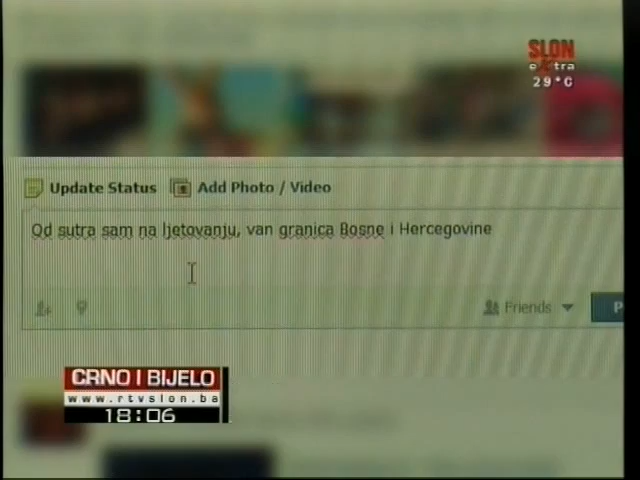 SLON
extra
29°C
Update Status Add Photo / Video
Od sutra sam na ljetovanju, van granica Bosne i Hercegovine
Friends
CRNO I BIJELO
www.rtvslon.ba
18:06